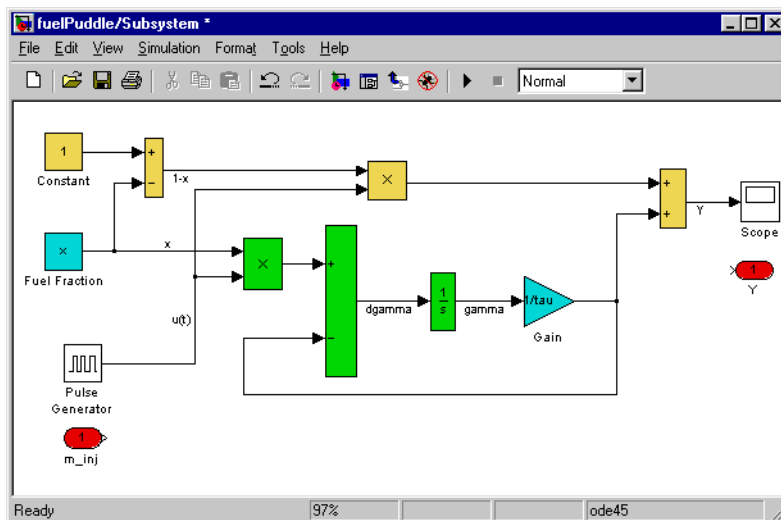 fuelPuddle/Subsystem *
File Edit View Simulation Format Tools Help
Normal
1
+
−
1-x
×
+
+
Y
Constant
Scope
x
x
×
+
−
dgamma
1
s
gamma
1/tau
Gain
1
Y
Fuel Fraction
u(t)
Pulse
Generator
1
m_inj
Ready 97% ode45